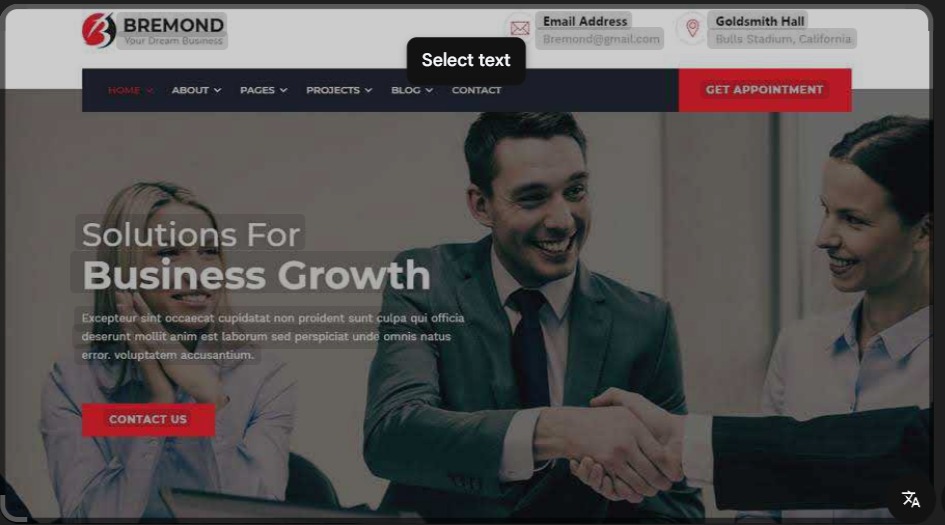 BREMOND
Your Dream Business
Email Address
Bremond@gmail.com
Goldsmith Hall
Bulls Stadium, California
Select text
HOME
ABOUT
PAGES
PROJECTS
BLOG
CONTACT
GET APPOINTMENT
Solutions For
Business Growth
Excepteur sint occaecat cupidatat non proident sunt culpa qui officia
deserunt mollit anim est laborum sed perspiciat unde omnis natus
error. voluptatem accusantium.
CONTACT US